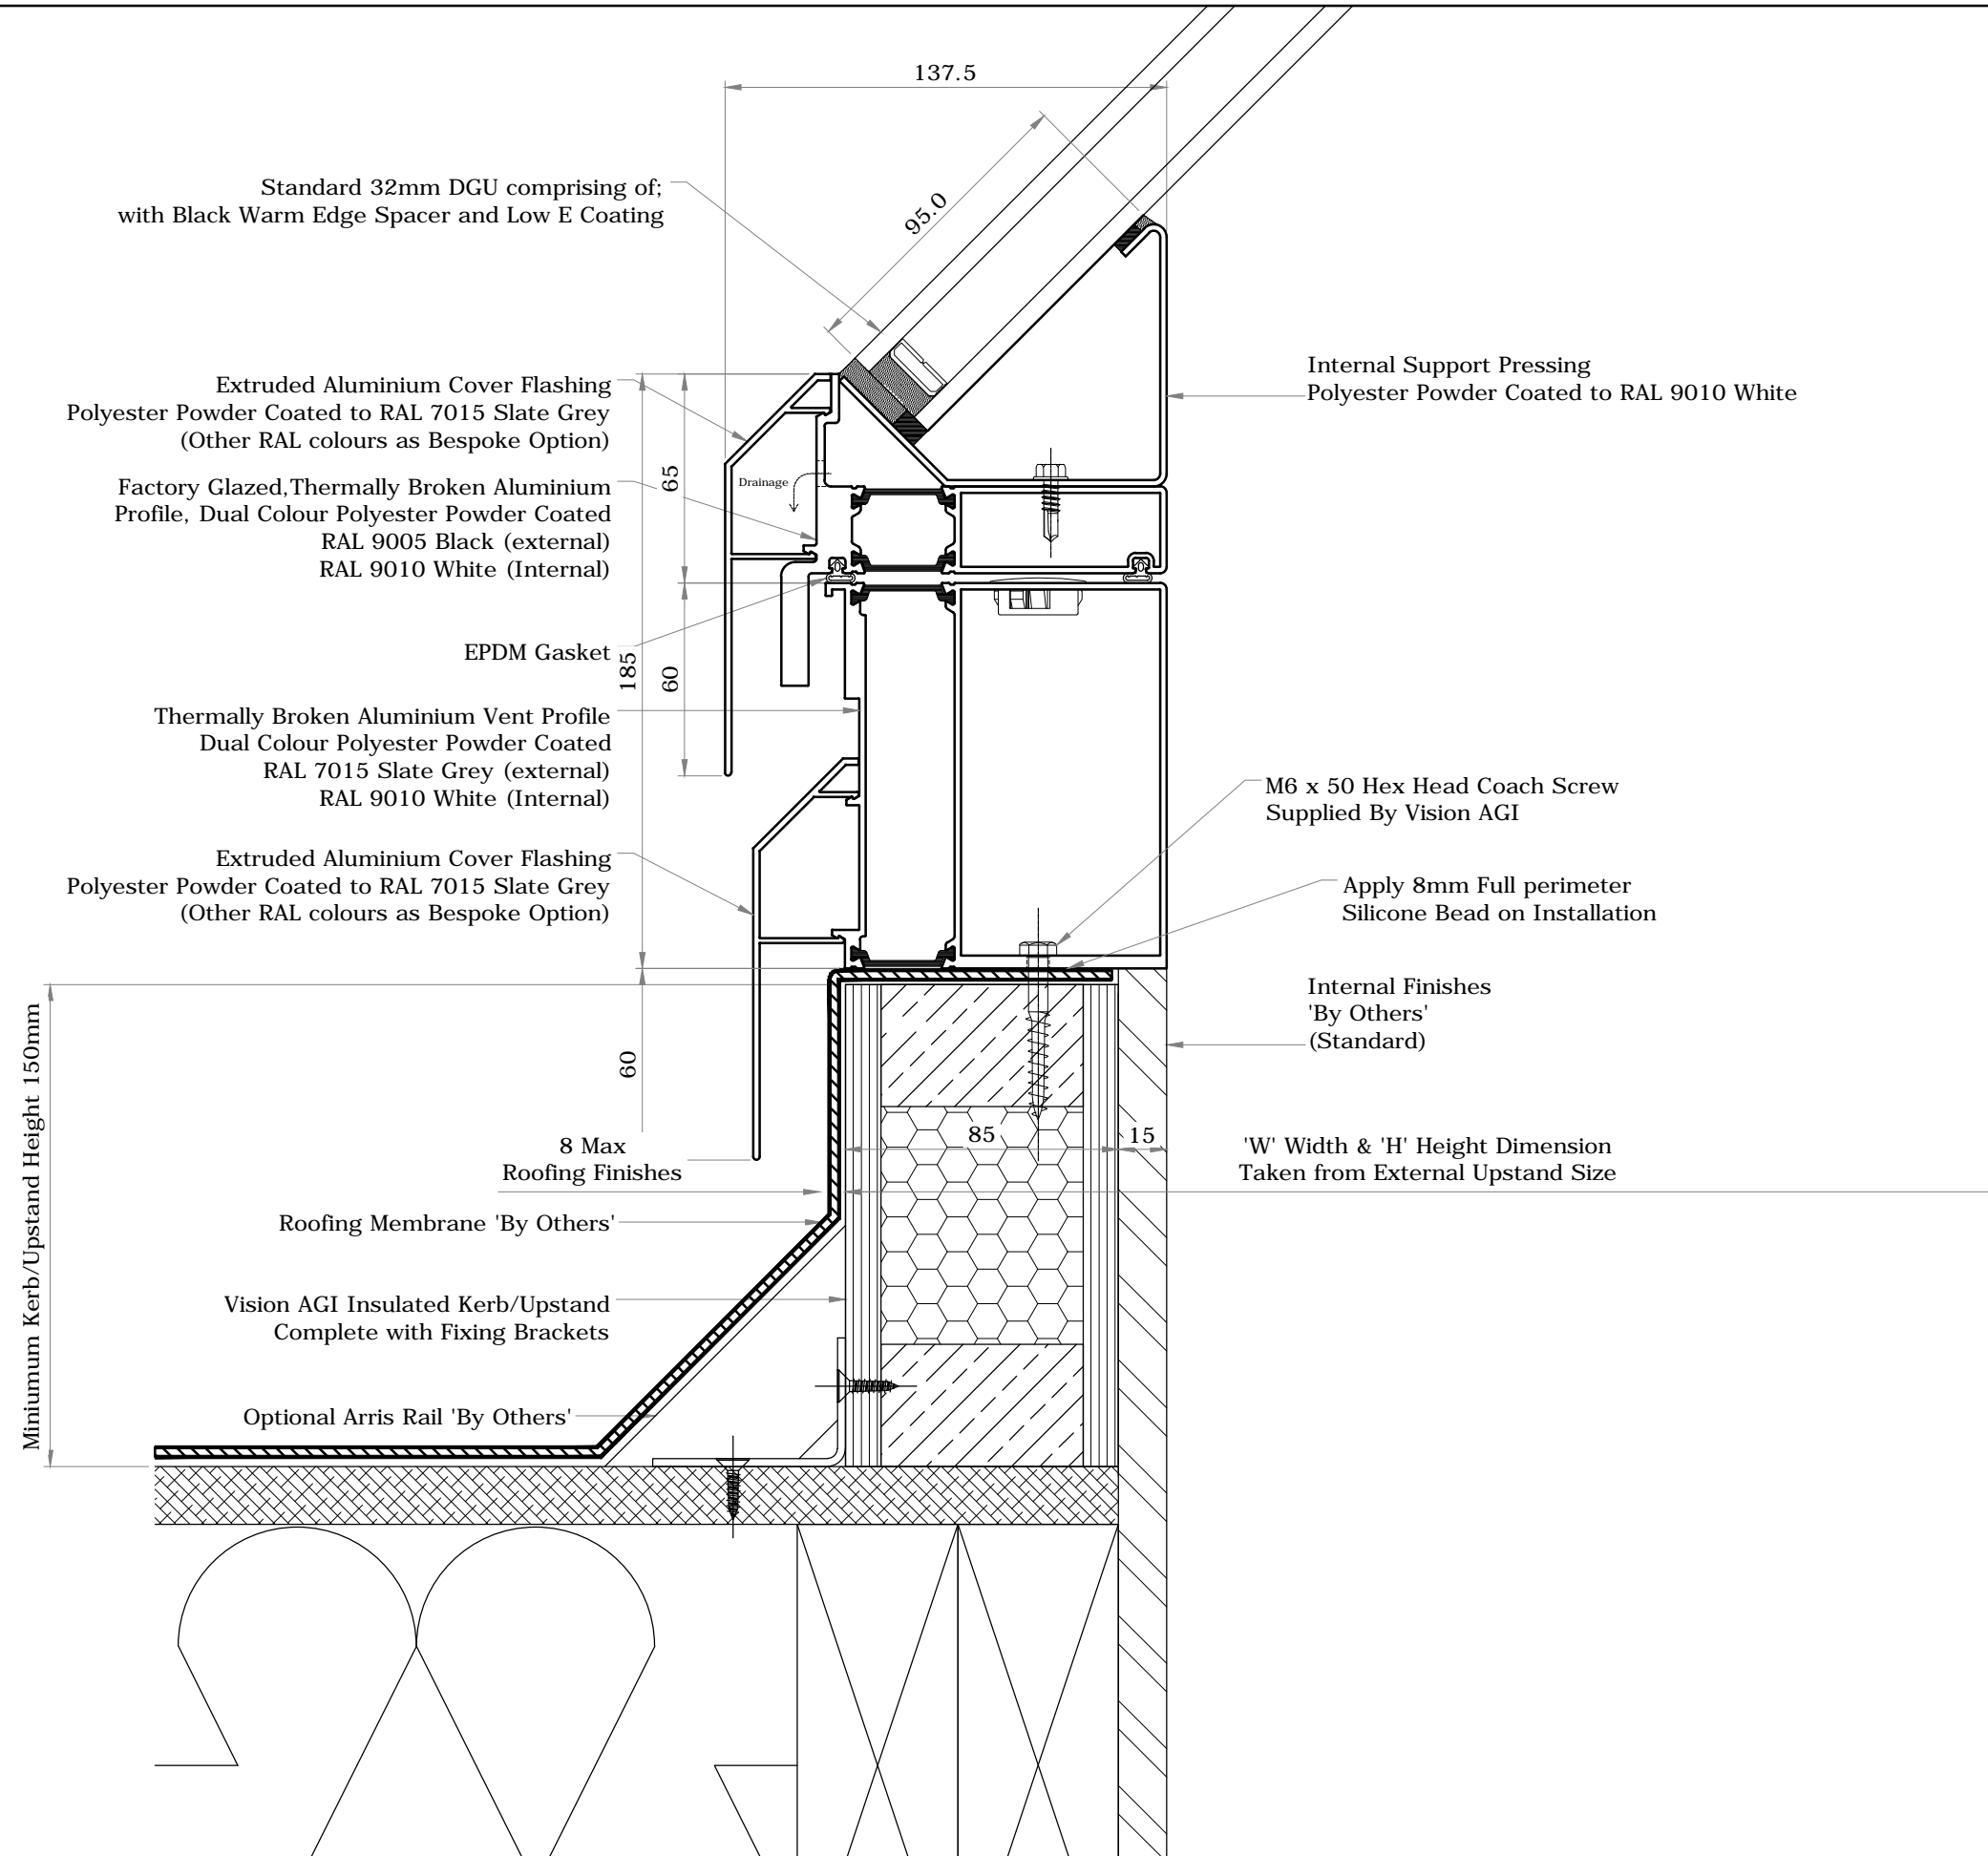 137.5
Standard 32mm DGU comprising of;
with Black Warm Edge Spacer and Low E Coating
95.0
Extruded Aluminium Cover Flashing
Polyester Powder Coated to RAL 7015 Slate Grey
(Other RAL colours as Bespoke Option)
Internal Support Pressing
Polyester Powder Coated to RAL 9010 White
Factory Glazed,Thermally Broken Aluminium
Profile, Dual Colour Polyester Powder Coated
RAL 9005 Black (external)
RAL 9010 White (Internal)
65
Drainage
EPDM Gasket
185
60
Thermally Broken Aluminium Vent Profile
Dual Colour Polyester Powder Coated
RAL 7015 Slate Grey (external)
RAL 9010 White (Internal)
M6 x 50 Hex Head Coach Screw
Supplied By Vision AGI
Extruded Aluminium Cover Flashing
Polyester Powder Coated to RAL 7015 Slate Grey
(Other RAL colours as Bespoke Option)
Apply 8mm Full perimeter
Silicone Bead on Installation
Internal Finishes
'By Others'
(Standard)
60
Miniumum Kerb/Upstand Height 150mm
8 Max
Roofing Finishes
85
15
'W' Width & 'H' Height Dimension
Taken from External Upstand Size
Roofing Membrane 'By Others'
Vision AGI Insulated Kerb/Upstand
Complete with Fixing Brackets
Optional Arris Rail 'By Others'